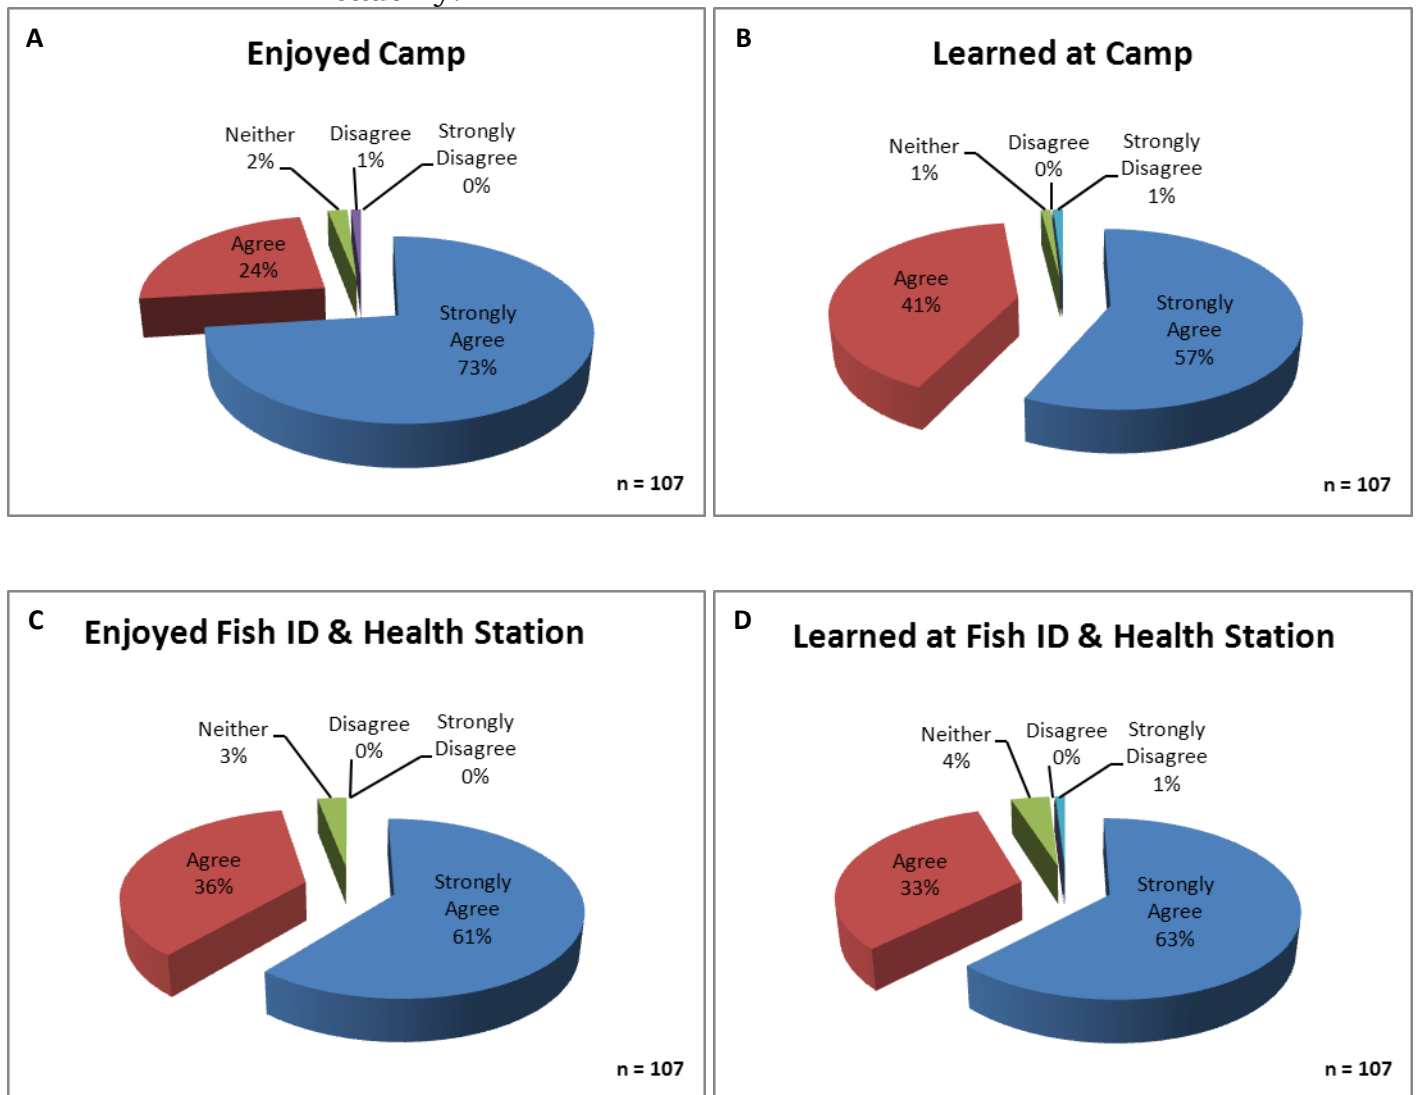 A
Enjoyed Camp
Neither
2%
Disagree
1%
Strongly
Disagree
0%
Agree
24%
Strongly
Agree
73%
n = 107
B
Learned at Camp
Neither
1%
Disagree
0%
Strongly
Disagree
1%
Agree
41%
Strongly
Agree
57%
n = 107
C
Enjoyed Fish ID & Health Station
Neither
3%
Disagree
0%
Strongly
Disagree
0%
Agree
36%
Strongly
Agree
61%
n = 107
D
Learned at Fish ID & Health Station
Neither
4%
Disagree
0%
Strongly
Disagree
1%
Agree
33%
Strongly
Agree
63%
n = 107